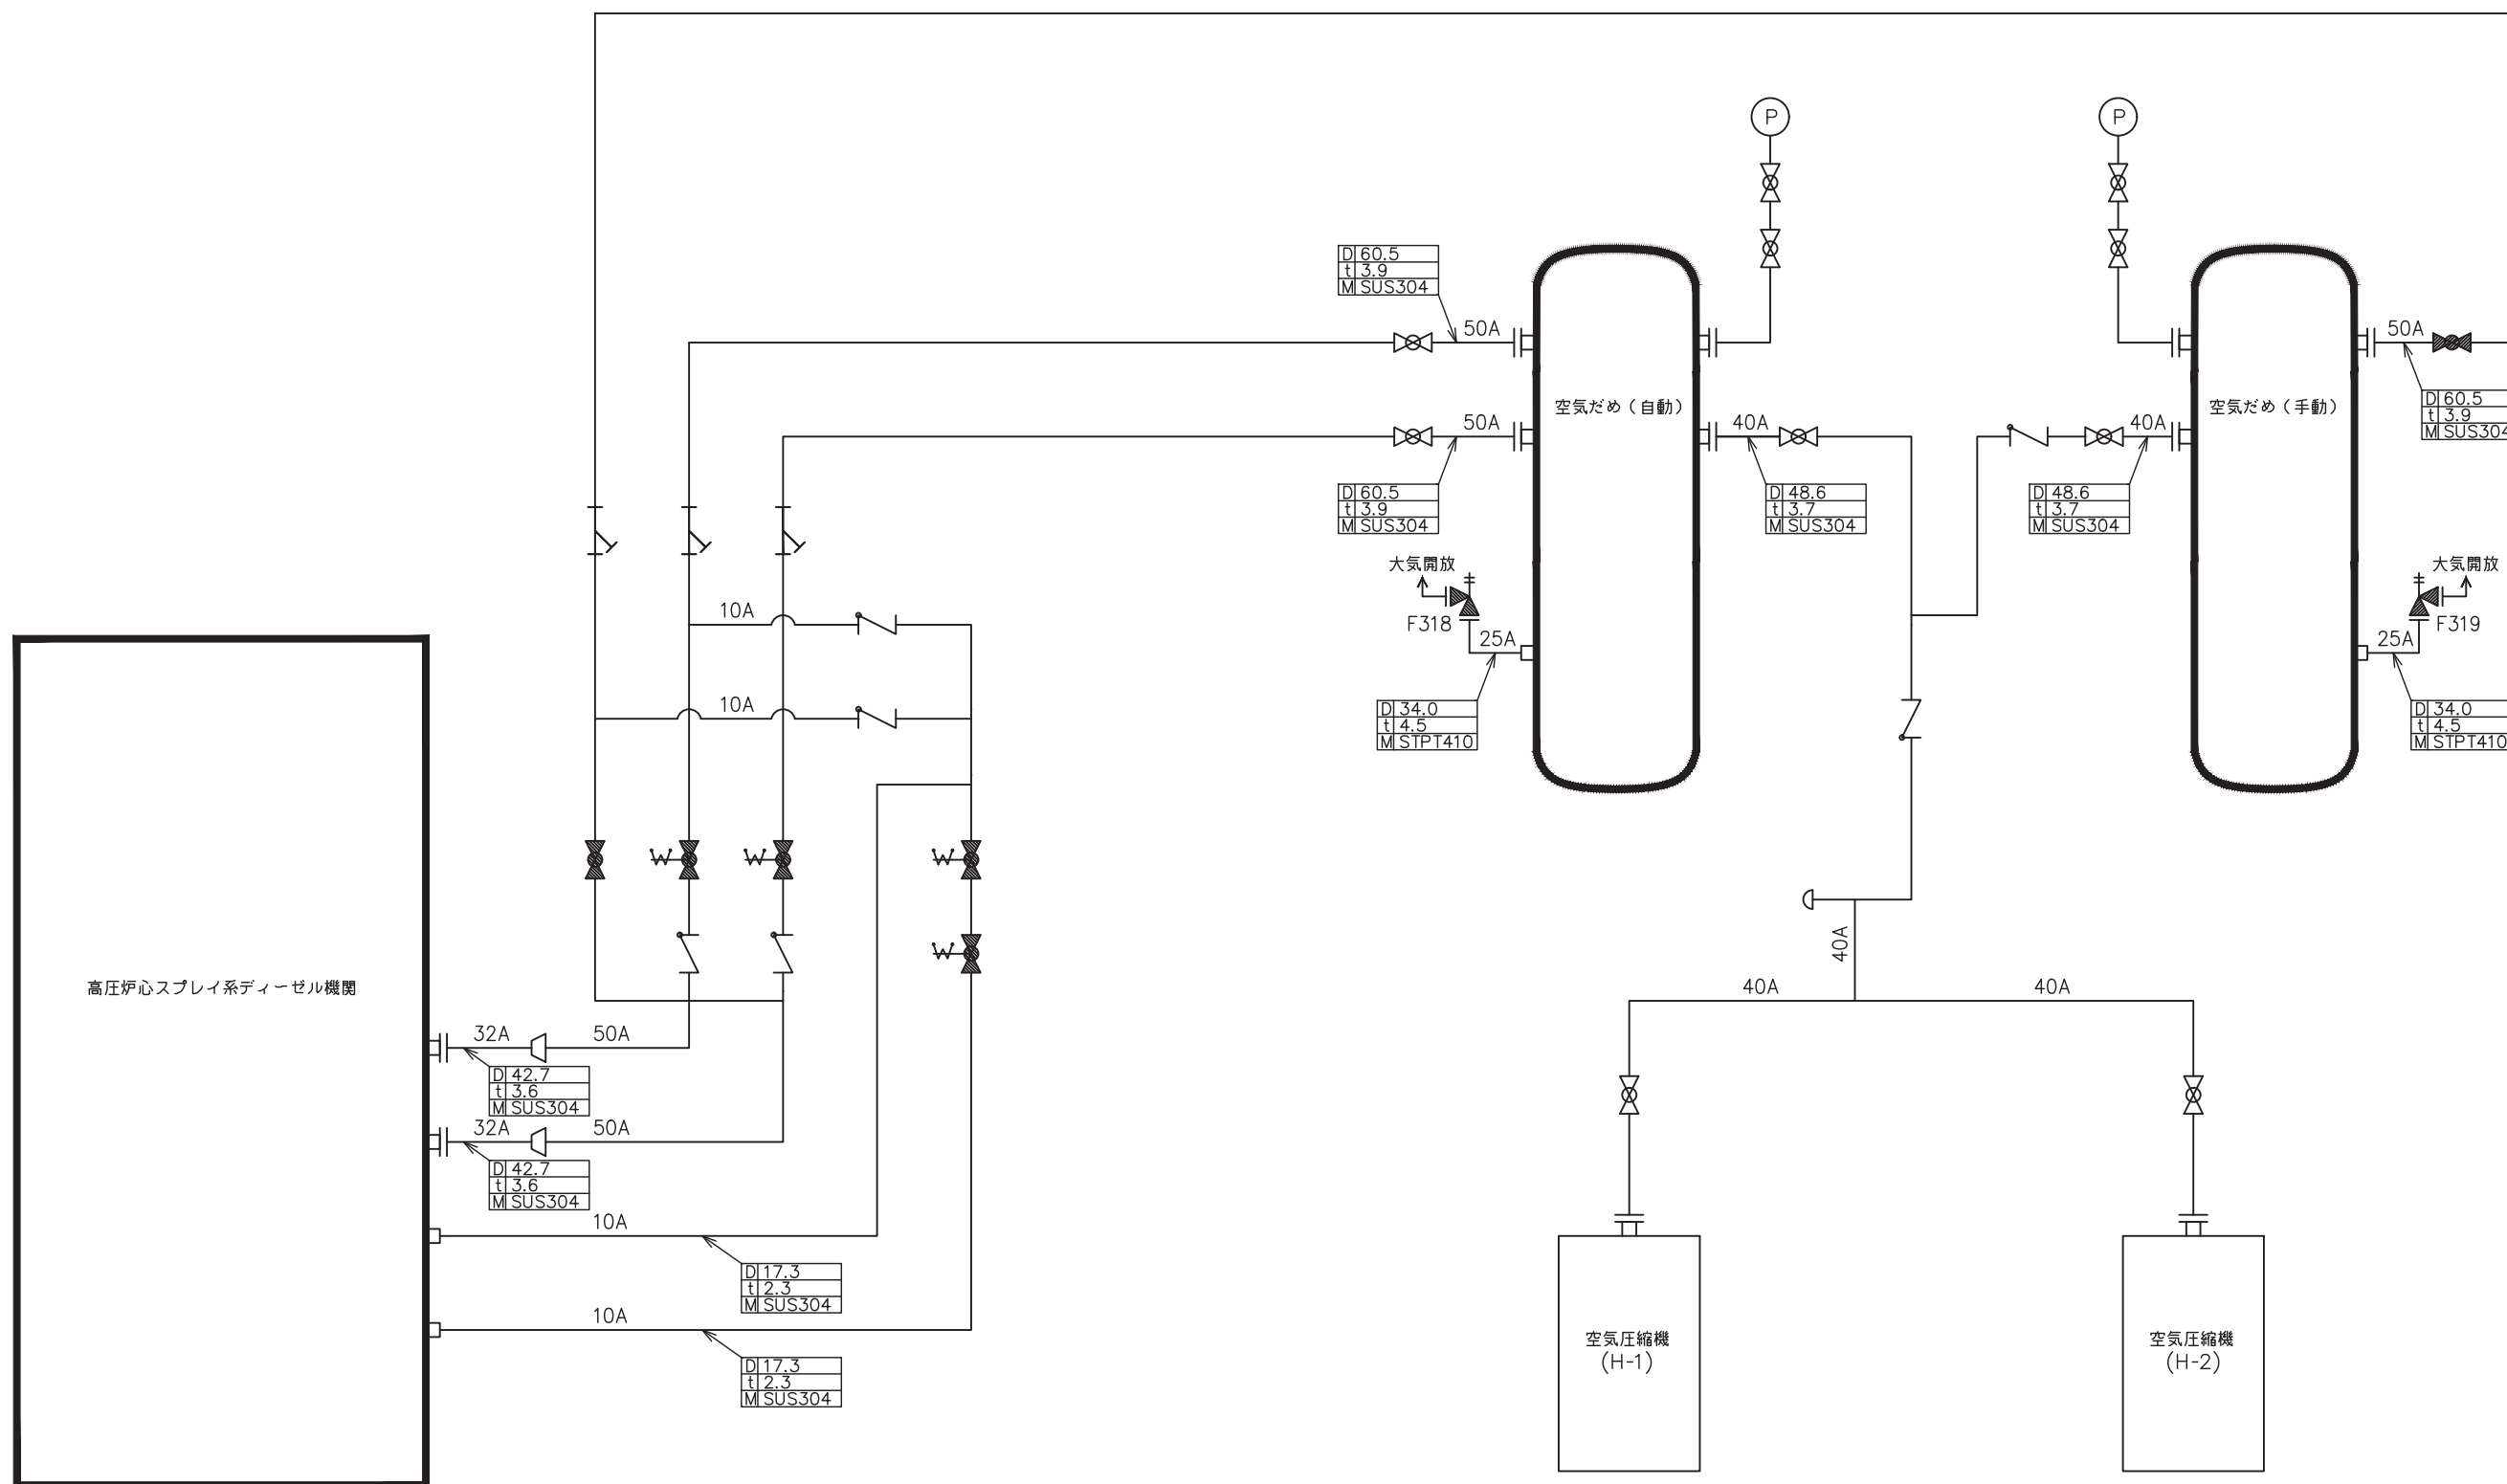 P
P
D 60.5
t 3.9
M SUS304
50A
50A
空気だめ（自動）
空気だめ（手動）
D 60.5
t 3.9
M SUS304
50A
40A
40A
D 60.5
t 3.9
M SUS304
D 48.6
t 3.7
M SUS304
D 48.6
t 3.7
M SUS304
大気開放
大気開放
F318
F319
10A
25A
25A
10A
D 34.0
t 4.5
M STPT410
D 34.0
t 4.5
M STPT410
40A
高圧炉心スプレイ系ディーゼル機関
40A
40A
32A
50A
D 42.7
t 3.6
M SUS304
32A
50A
D 42.7
t 3.6
M SUS304
10A
D 17.3
t 2.3
M SUS304
10A
D 17.3
t 2.3
M SUS304
空気圧縮機
(H-1)
空気圧縮機
(H-2)